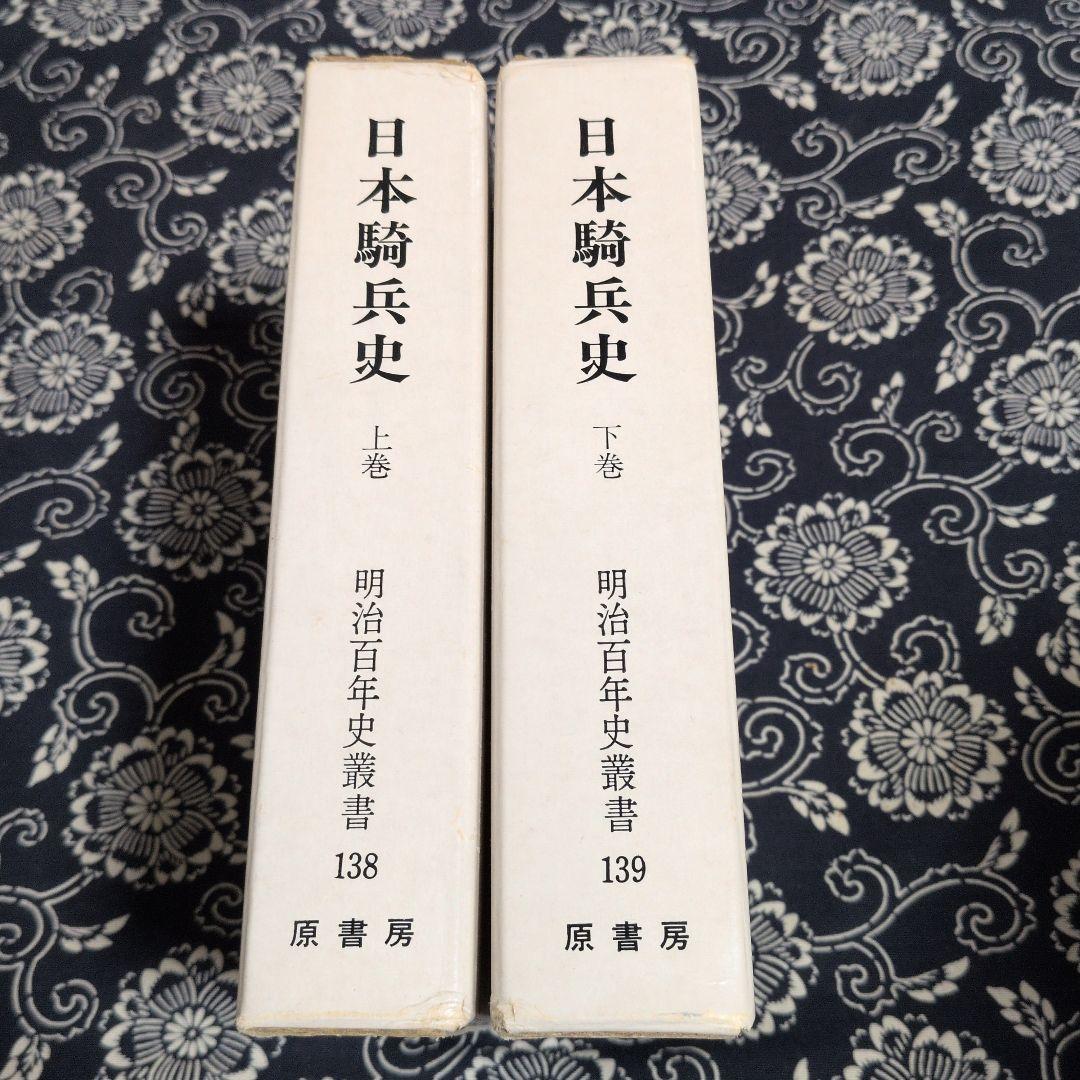 日本騎兵史
上巻
明治百年史叢書
138
原書房
日本騎兵史
下巻
明治百年史叢書
139
原書房